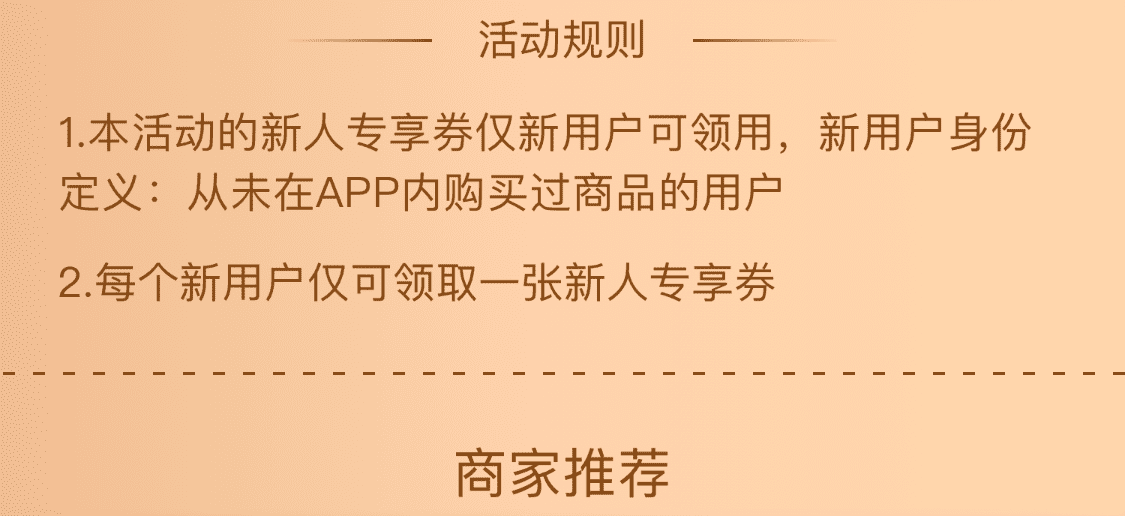 活动规则
1.本活动的新人专享券仅新用户可领用，新用户身份
定义：从未在APP内购买过商品的用户
2.每个新用户仅可领取一张新人专享券
商家推荐